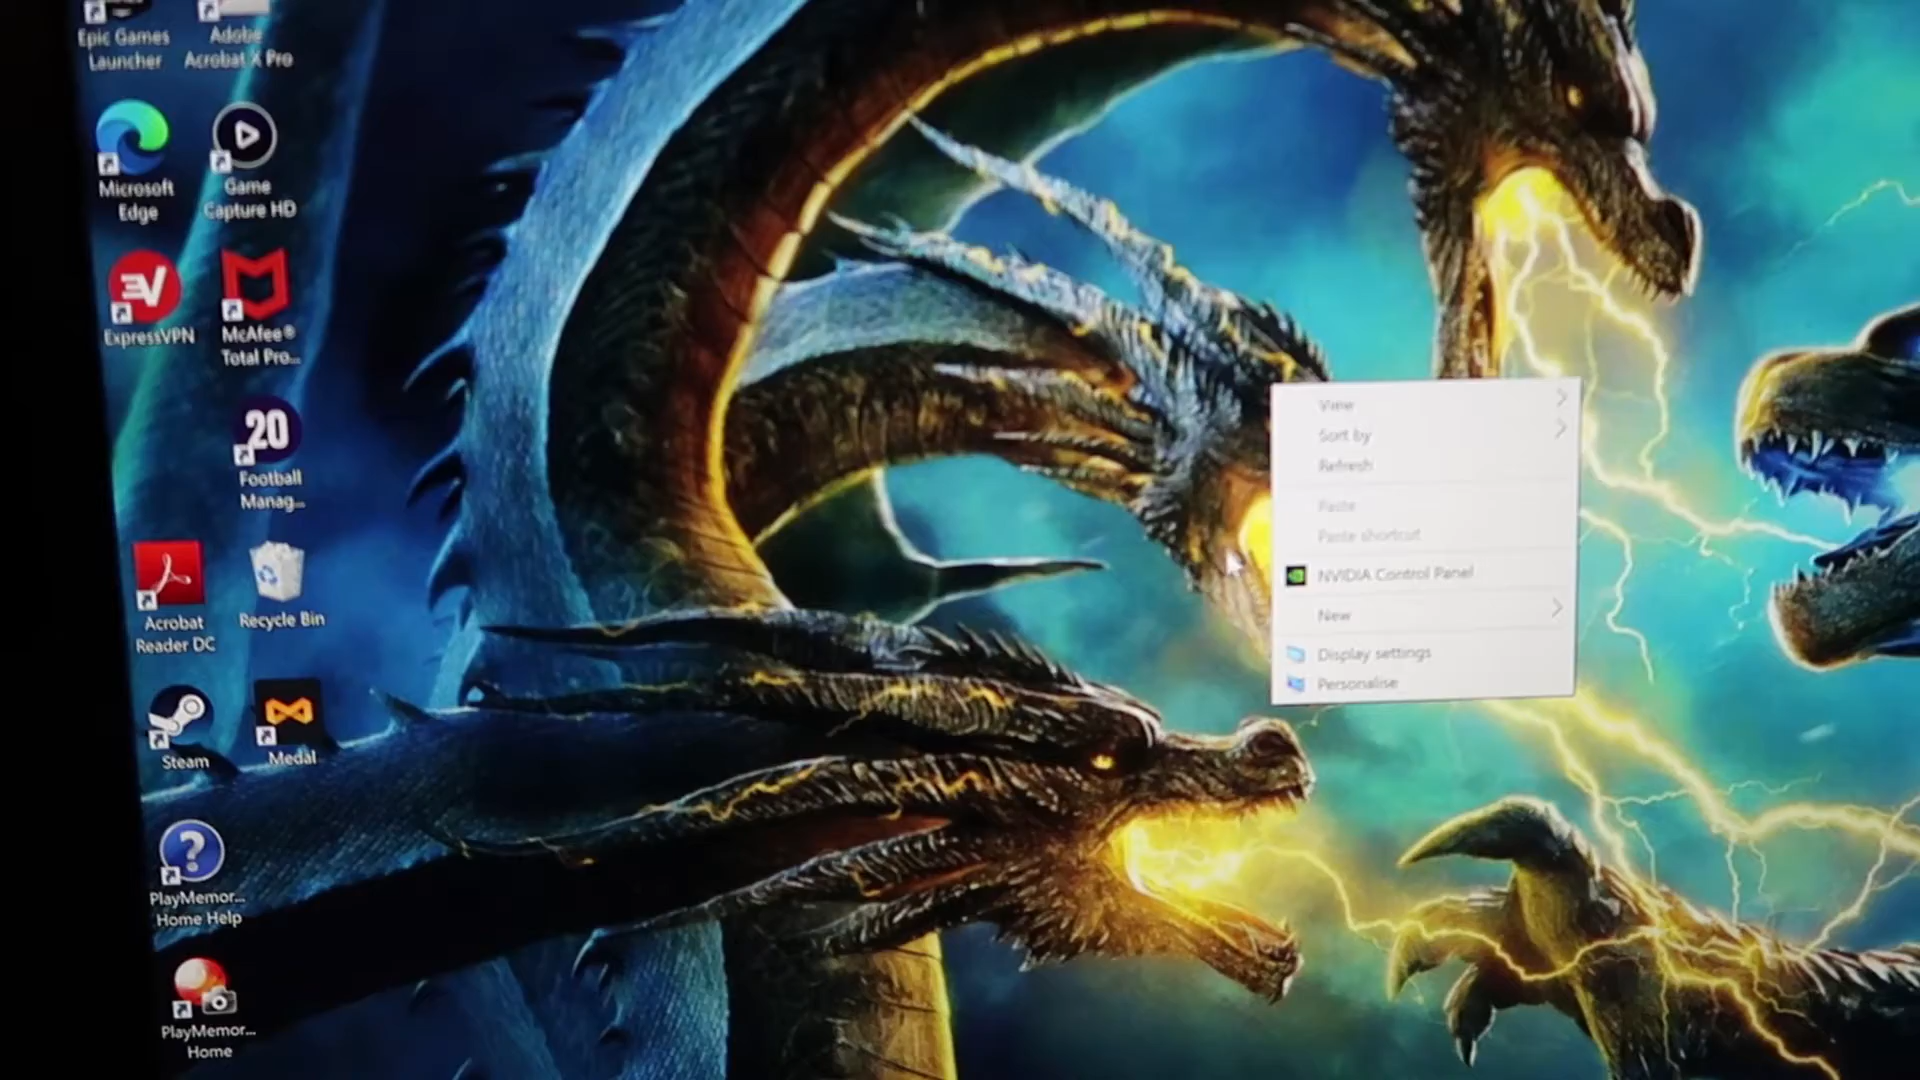 Epic Games
Launcher
Adobe
Acrobat X Pro
Microsoft
Edge
Game
Capture HD
ExpressVPN
McAfee®
Total Pro...
20
Football
Manag...
Acrobat
Reader DC
Recycle Bin
Steam
Medal
?
PlayMemor...
Home Help
PlayMemor...
Home
View
Sort by
Refresh
Paste
Paste shortcut
NVIDIA Control Panel
New
Display settings
Personalise